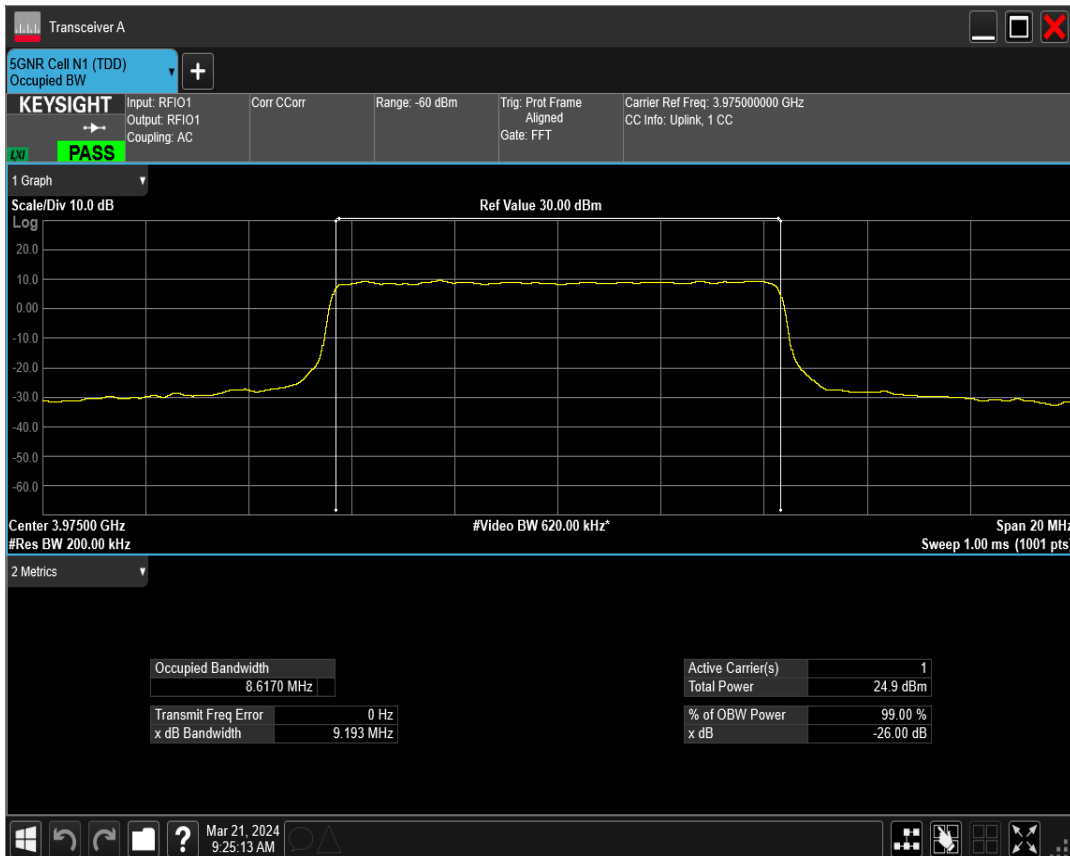 Transceiver A
5GNR Cell N1 (TDD)
Occupied BW
+
KEYSIGHT
LXI
PASS
Input: RFIO1
Output: RFIO1
Coupling: AC
Corr CCorr
Range: -60 dBm
Trig: Prot Frame
Aligned
Gate: FFT
Carrier Ref Freq: 3.975000000 GHz
CC Info: Uplink, 1 CC
1 Graph
Scale/Div 10.0 dB
Ref Value 30.00 dBm
Log
20.0
10.0
0.00
-10.0
-20.0
-30.0
-40.0
-50.0
-60.0
Center 3.97500 GHz
#Video BW 620.00 kHz*
Span 20 MHz
#Res BW 200.00 kHz
Sweep 1.00 ms (1001 pts)
2 Metrics
Occupied Bandwidth
8.6170 MHz
Transmit Freq Error 0 Hz
x dB Bandwidth 9.193 MHz
Active Carrier(s) 1
Total Power 24.9 dBm
% of OBW Power 99.00 %
x dB -26.00 dB
?
Mar 21, 2024
9:25:13 AM